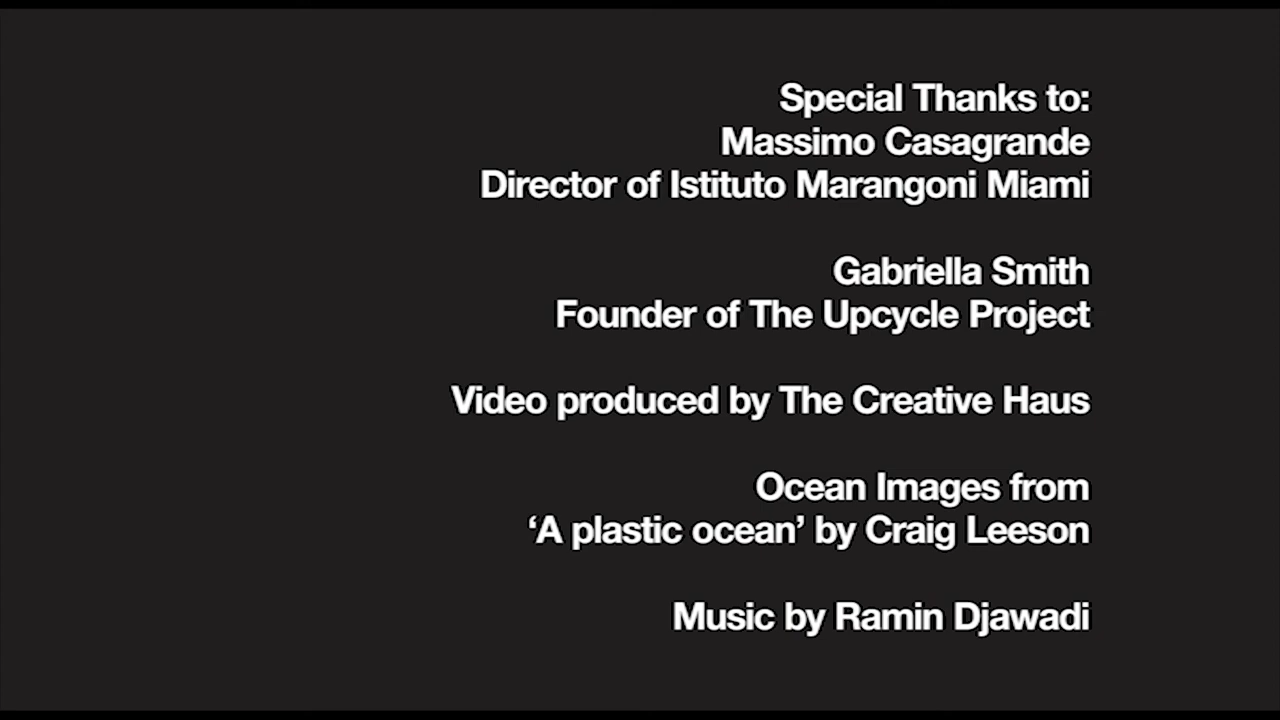 Special Thanks to:
Massimo Casagrande
Director of Istituto Marangoni Miami
Gabriella Smith
Founder of The Upcycle Project
Video produced by The Creative Haus
Ocean Images from
‘A plastic ocean’ by Craig Leeson
Music by Ramin Djawadi